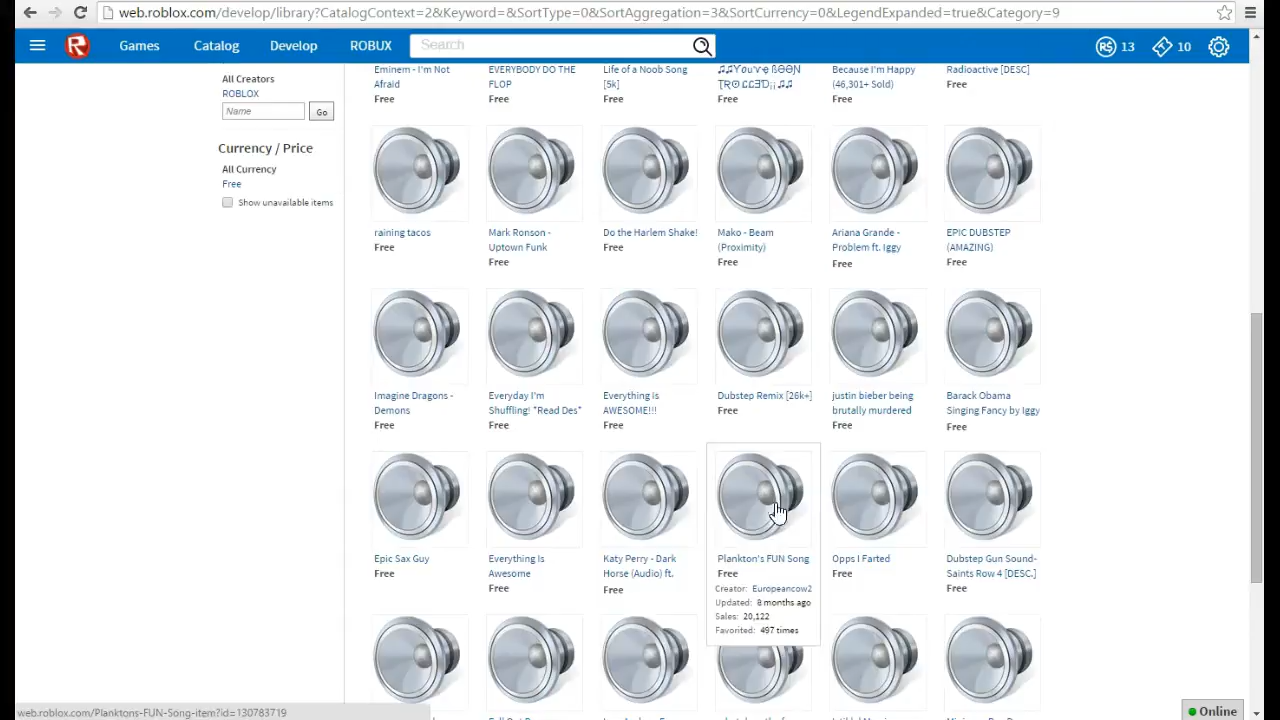 web.roblox.com/develop/library?CatalogContext=2&Keyword=&SortType=0&SortAggregation=3&SortCurrency=0&LegendExpanded=true&Category=9
R Games Catalog Develop ROBUX Search R$ 13 10
All Creators
ROBLOX
Name Go
Currency / Price
All Currency
Free
Show unavailable items
Eminem - I'm Not Afraid
Free
EVERYBODY DO THE FLOP
Free
Life of a Noob Song [5k]
Free
Free
Because I'm Happy (46,301+ Sold)
Free
Radioactive [DESC]
Free
raining tacos
Free
Mark Ronson - Uptown Funk
Free
Do the Harlem Shake!
Free
Mako - Beam (Proximity)
Free
Ariana Grande - Problem ft. Iggy
Free
EPIC DUBSTEP (AMAZING)
Free
Imagine Dragons - Demons
Free
Everyday I'm Shuffling! *Read Des*
Free
Everything Is AWESOME!!!
Free
Dubstep Remix [26k+]
Free
justin bieber being brutally murdered
Free
Barack Obama Singing Fancy by Iggy
Free
Epic Sax Guy
Free
Everything Is Awesome
Free
Katy Perry - Dark Horse (Audio) ft.
Free
Plankton's FUN Song
Free
Creator: Europeancow2
Updated: 8 months ago
Sales: 20,122
Favorited: 497 times
Opps I Farted
Free
Dubstep Gun Sound- Saints Row 4 [DESC.]
Free
web.roblox.com/Planktons-FUN-Song-item?id=130783719
Online